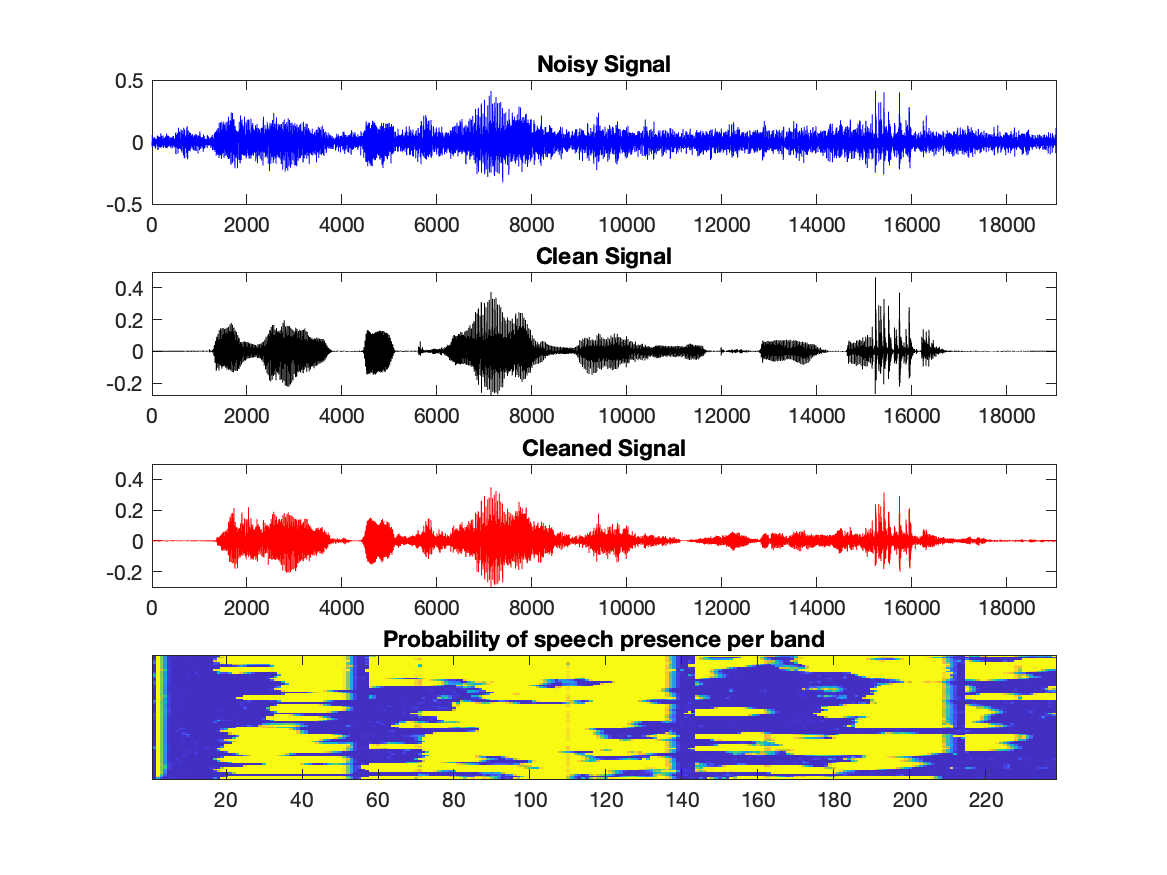 Noisy Signal
0.5
0
-0.5
0 2000 4000 6000 8000 10000 12000 14000 16000 18000
Clean Signal
0.4
0.2
0
-0.2
0 2000 4000 6000 8000 10000 12000 14000 16000 18000
Cleaned Signal
0.4
0.2
0
-0.2
0 2000 4000 6000 8000 10000 12000 14000 16000 18000
Probability of speech presence per band
20 40 60 80 100 120 140 160 180 200 220